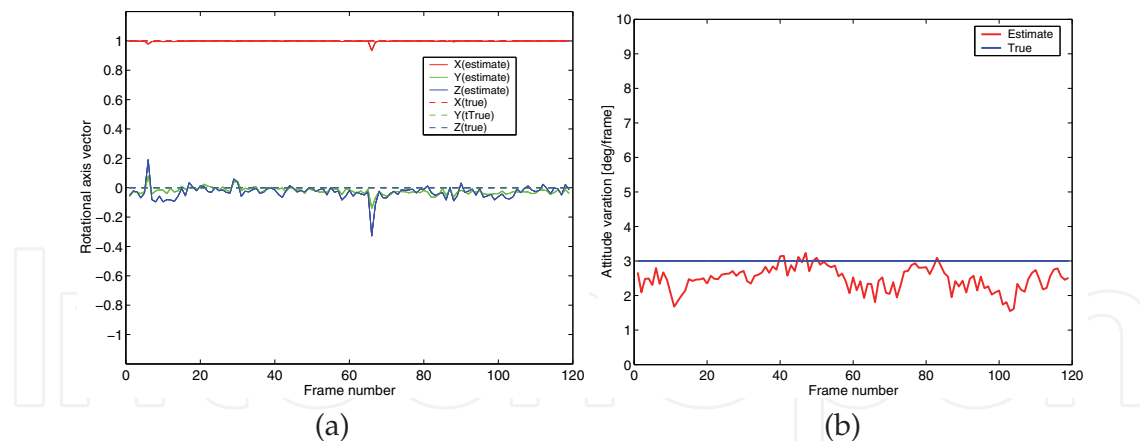 1
0.8
0.6
0.4
0.2
0
−0.2
−0.4
−0.6
−0.8
−1
Rotational axis vector
X(estimate)
Y(estimate)
Z(estimate)
X(true)
Y(tTrue)
Z(true)
0 20 40 60 80 100 120
Frame number
(a)
10
9
8
7
6
5
4
3
2
1
0
Attitude varation [deg/frame]
Estimate
True
0 20 40 60 80 100 120
Frame number
(b)